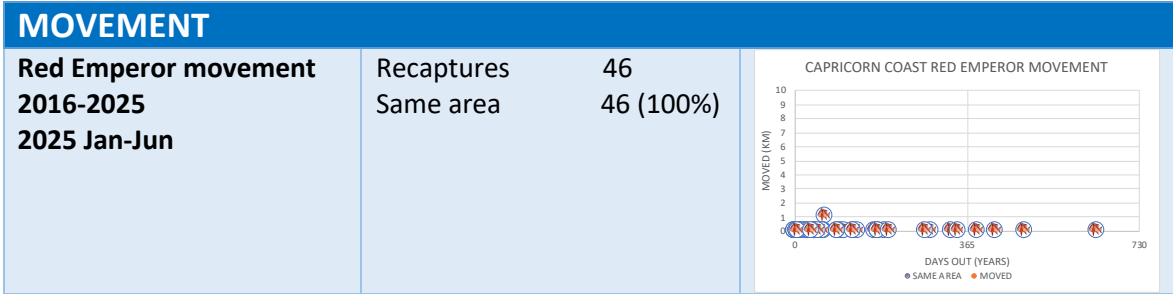 MOVEMENT
Red Emperor movement
2016-2025
2025 Jan-Jun
Recaptures 46
Same area 46 (100%)
CAPRICORN COAST RED EMPEROR MOVEMENT
MOVED (KM)
10
9
8
7
6
5
4
3
2
1
0
0 365 730
DAYS OUT (YEARS)
SAME AREA MOVED